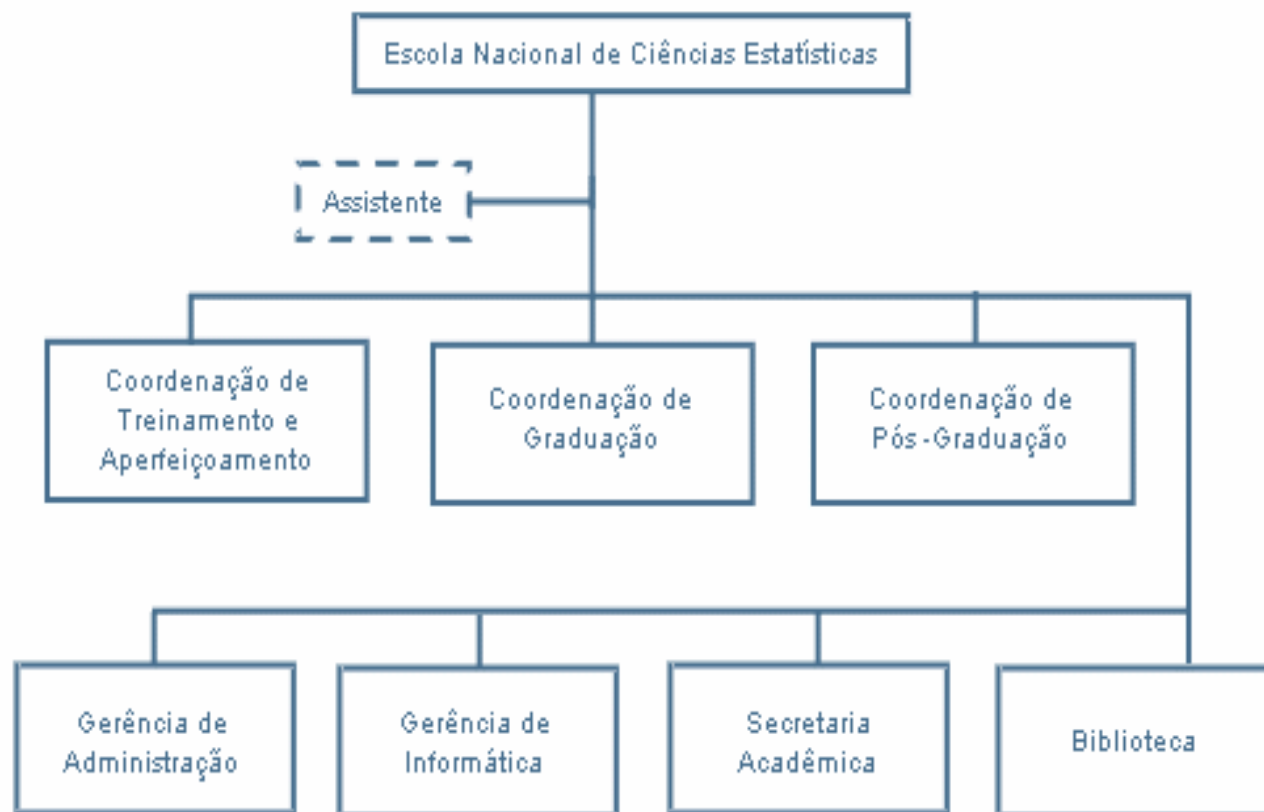 Escola Nacional de Ciências Estatísticas
Assistente
Coordenação de
Treinamento e
Aperfeiçoamento
Coordenação de
Graduação
Coordenação de
Pós-Graduação
Gerência de
Administração
Gerência de
Informática
Secretaria
Acadêmica
Biblioteca